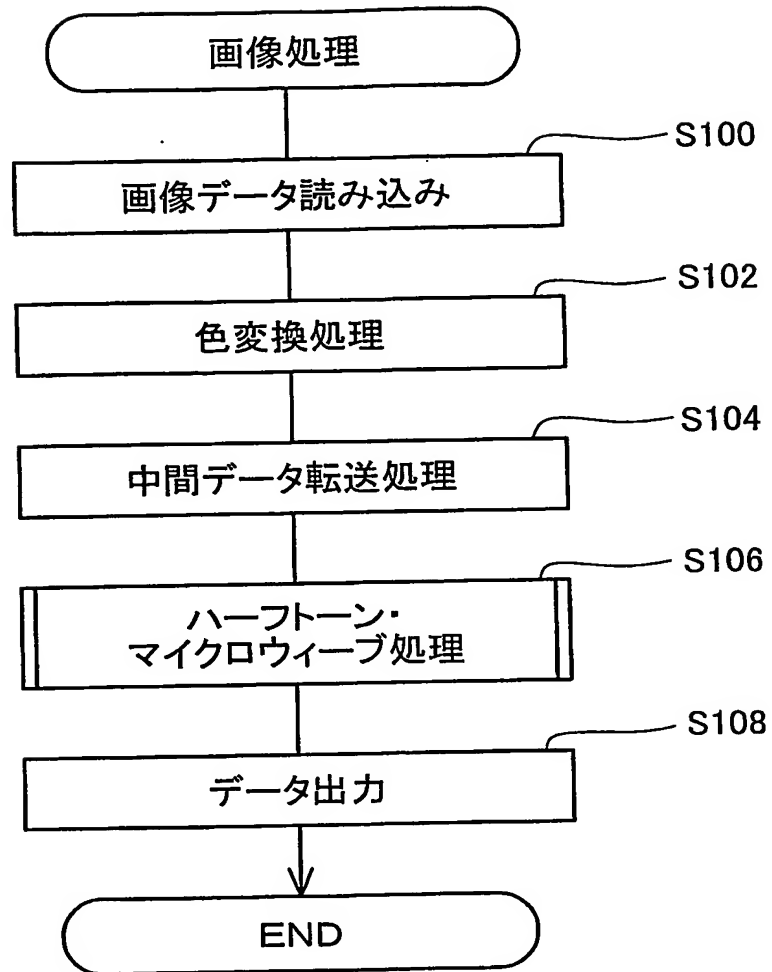 画像処理
S100
画像データ読み込み
S102
色変換処理
S104
中間データ転送処理
S106
ハーフトーン・
マイクロウィーブ処理
S108
データ出力
END